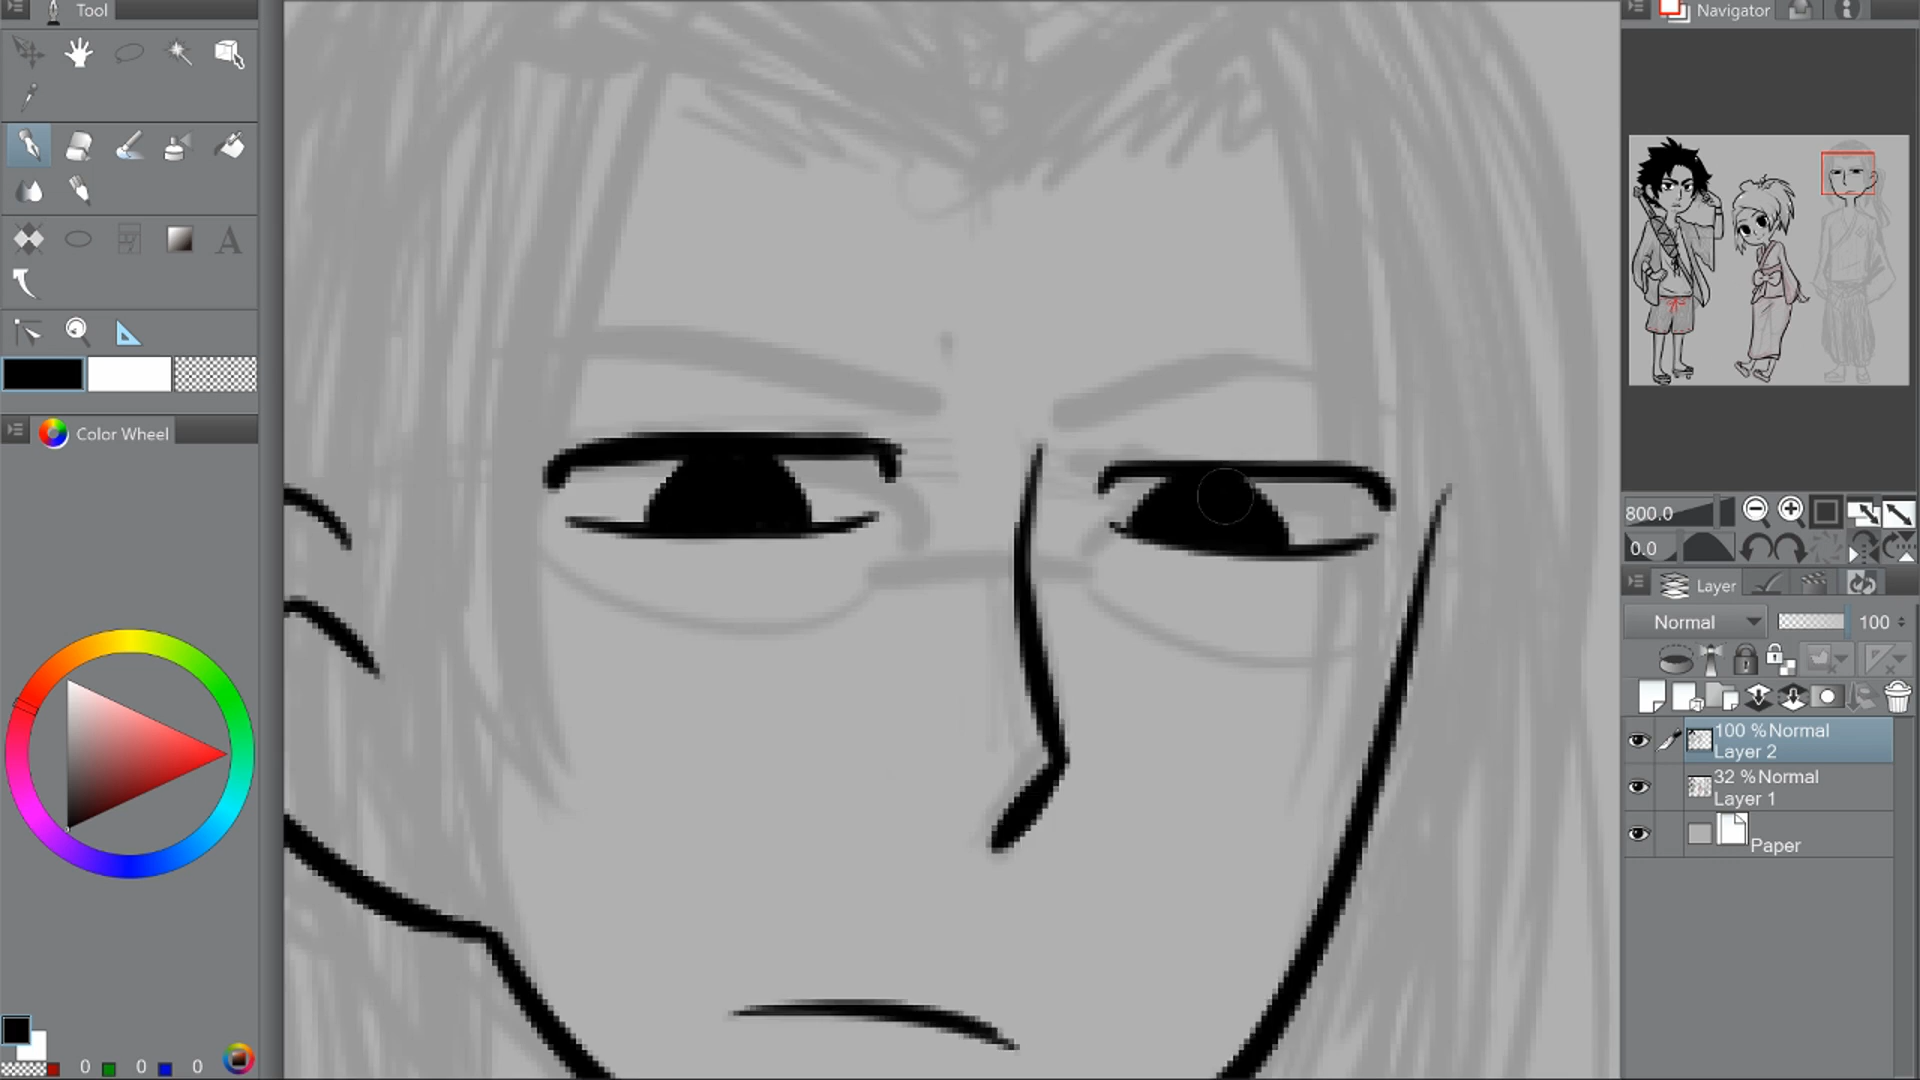 Tool
A
Color Wheel
0 0 0
Navigator
800.0
0.0
Layer
Normal 100
100 %Normal
Layer 2
32 %Normal
Layer 1
Paper